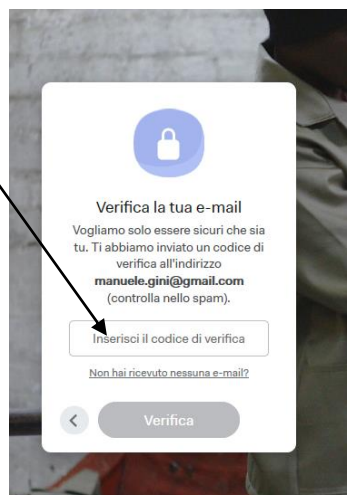 Verifica la tua e-mail
Vogliamo solo essere sicuri che sia
tu. Ti abbiamo inviato un codice di
verifica all'indirizzo
manuele.gini@gmail.com
(controlla nello spam).
Inserisci il codice di verifica
Non hai ricevuto nessuna e-mail?
Verifica